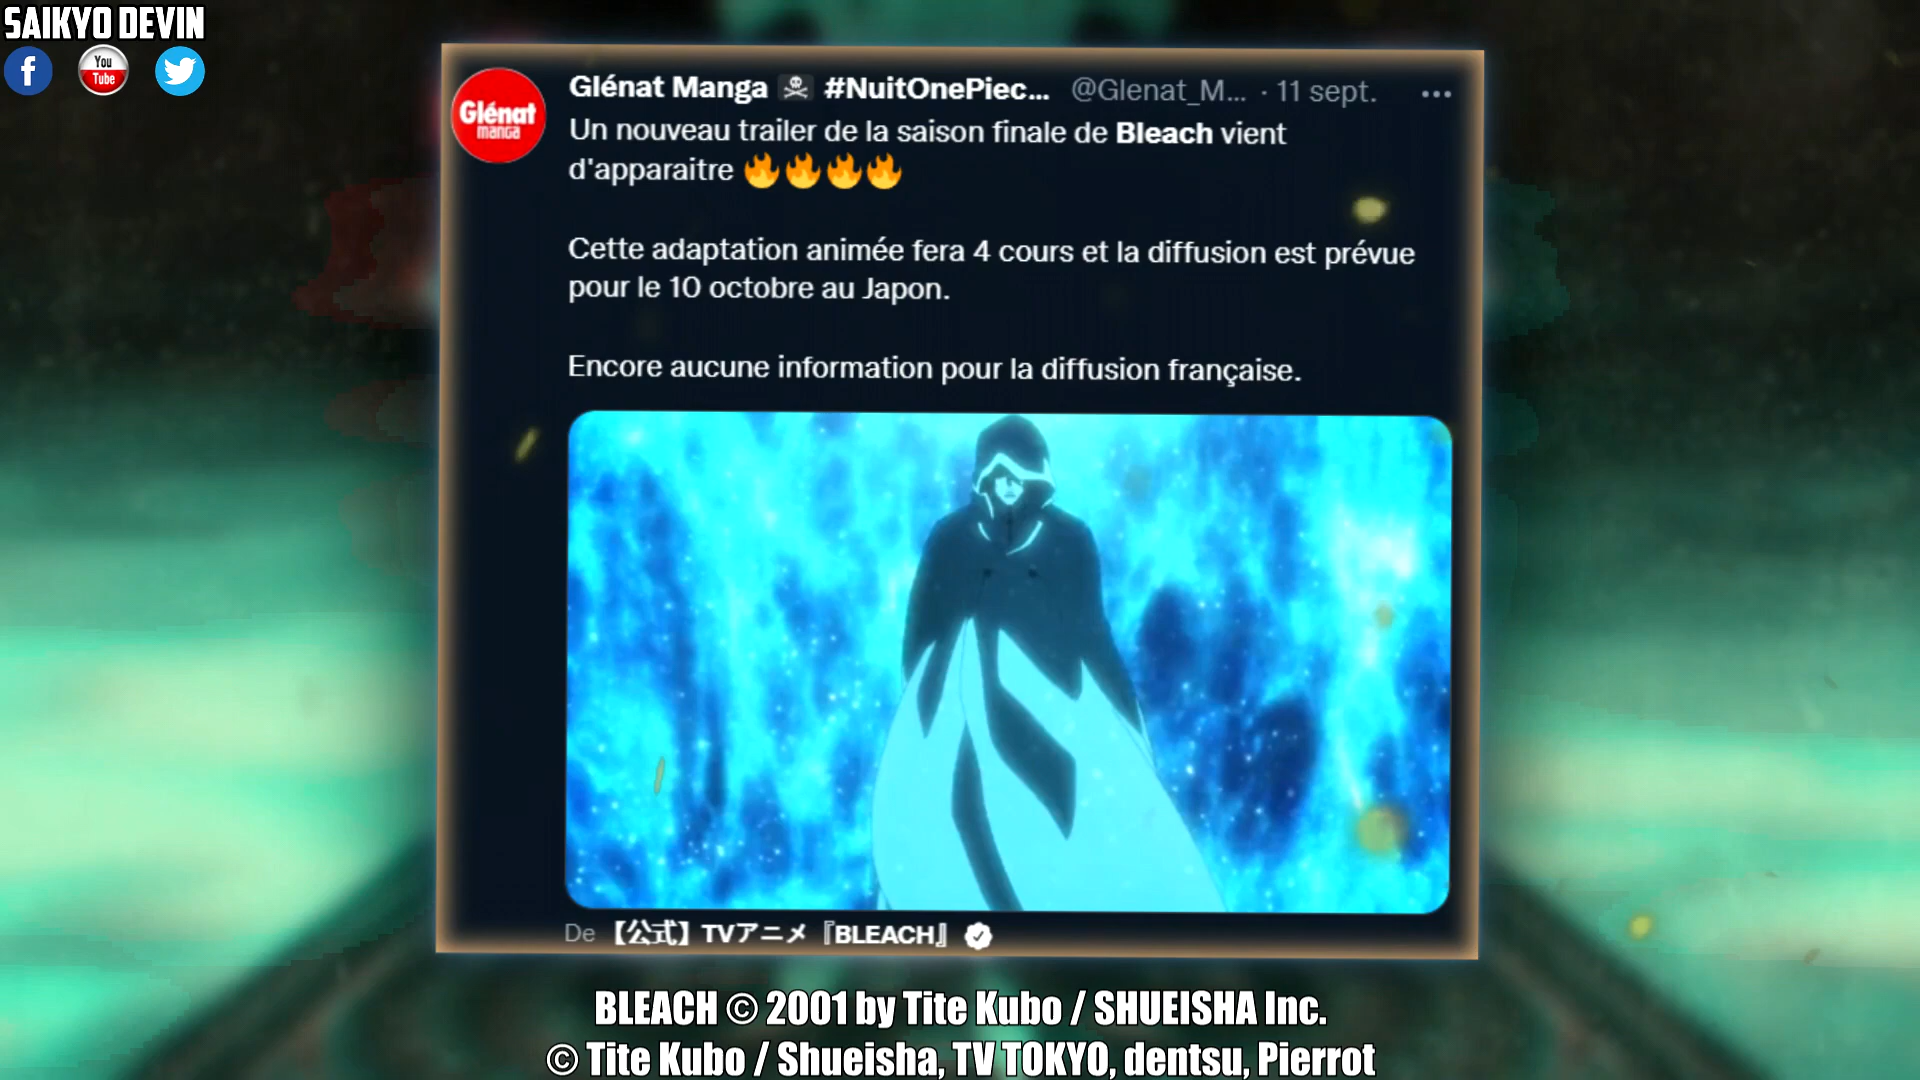 SAIKYO DEVIN
f
You
Tube
Glénat
manga
Glénat Manga ☠ #NuitOnePiec... @Glenat_M... · 11 sept. ...
Un nouveau trailer de la saison finale de Bleach vient
d'apparaitre 🔥🔥🔥🔥
Cette adaptation animée fera 4 cours et la diffusion est prévue
pour le 10 octobre au Japon.
Encore aucune information pour la diffusion française.
De 【公式】TVアニメ『BLEACH』
BLEACH © 2001 by Tite Kubo / SHUEISHA Inc.
© Tite Kubo / Shueisha, TV TOKYO, dentsu, Pierrot